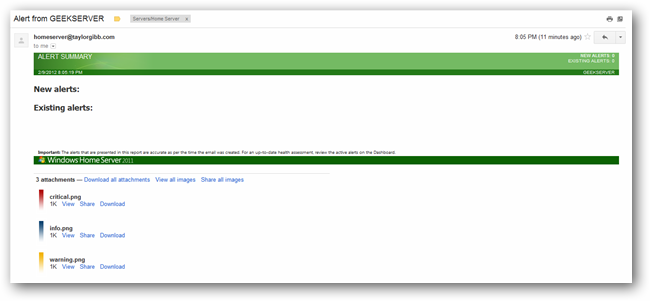 Alert from GEEKSERVER
Servers/Home Server x
homeserver@taylorgibb.com
8:05 PM (11 minutes ago)
to me
ALERT SUMMARY
NEW ALERTS: 0
EXISTING ALERTS: 0
2/9/2012 8:05:19 PM
GEEKSERVER
New alerts:
Existing alerts:
Important: The alerts that are presented in this report are accurate as per the time the email was created. For an up-to-date health assessment, review the active alerts on the Dashboard.
Windows Home Server 2011
3 attachments — Download all attachments View all images Share all images
critical.png
1K View Share Download
info.png
1K View Share Download
warning.png
1K View Share Download